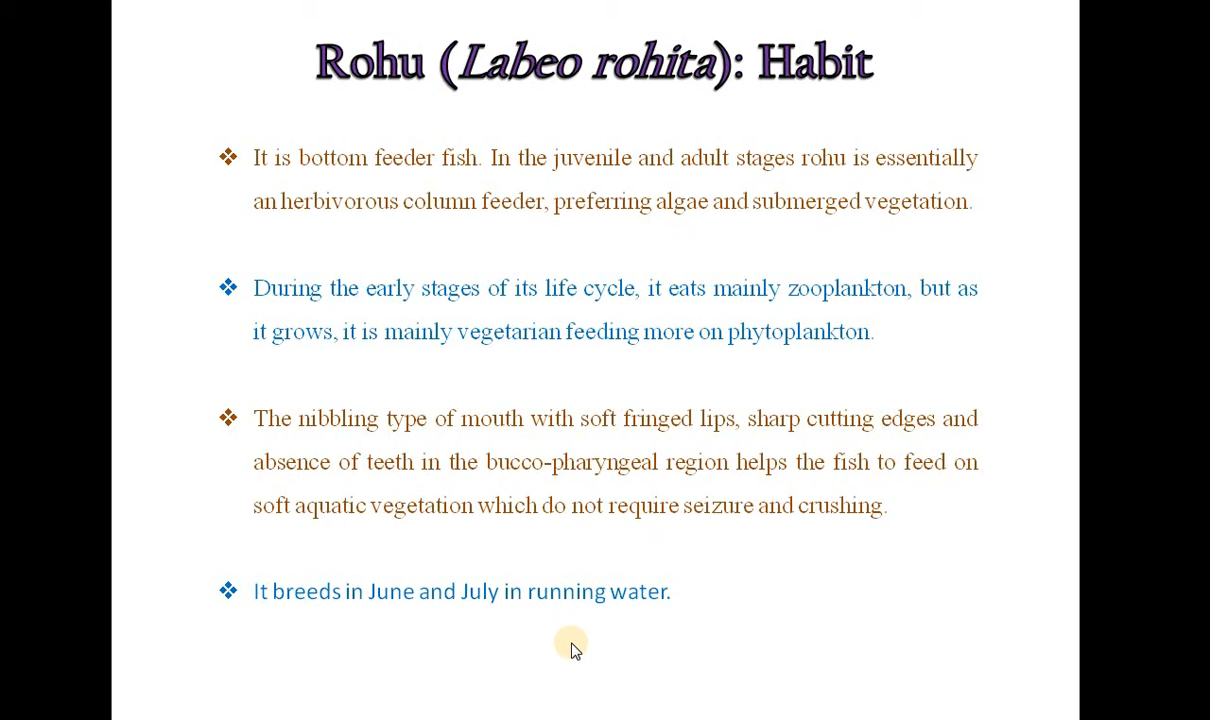 Rohu (Labeo rohita): Habit
❖ It is bottom feeder fish. In the juvenile and adult stages rohu is essentially
an herbivorous column feeder, preferring algae and submerged vegetation.
❖ During the early stages of its life cycle, it eats mainly zooplankton, but as
it grows, it is mainly vegetarian feeding more on phytoplankton.
❖ The nibbling type of mouth with soft fringed lips, sharp cutting edges and
absence of teeth in the bucco-pharyngeal region helps the fish to feed on
soft aquatic vegetation which do not require seizure and crushing.
❖ It breeds in June and July in running water.